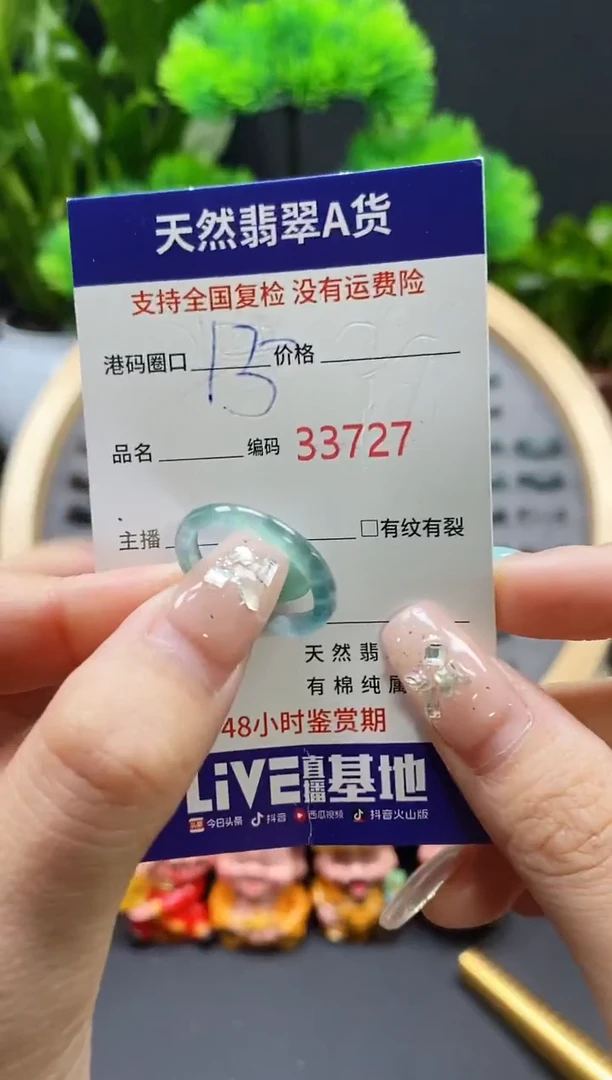 天然翡翠A货
支持全国复检 没有运费险
港码圈口 13 价格
品名 编码 33727
主播 □有纹有裂
天然翡
有棉纯属
48小时鉴赏期
LiVE直播基地
今日头条 抖音 西瓜视频 抖音火山版